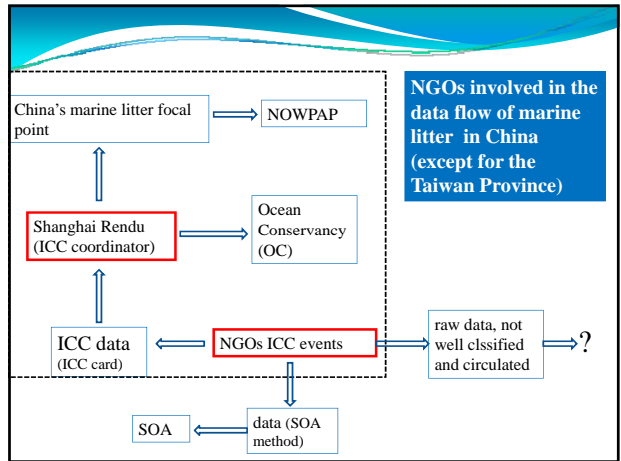 NGOs involved in the
data flow of marine
litter in China
(except for the
Taiwan Province)
China's marine litter focal
point
NOWPAP
Shanghai Rendu
(ICC coordinator)
Ocean
Conservancy
(OC)
ICC data
(ICC card)
NGOs ICC events
raw data, not
well clssified
and circulated
?
SOA
data (SOA
method)